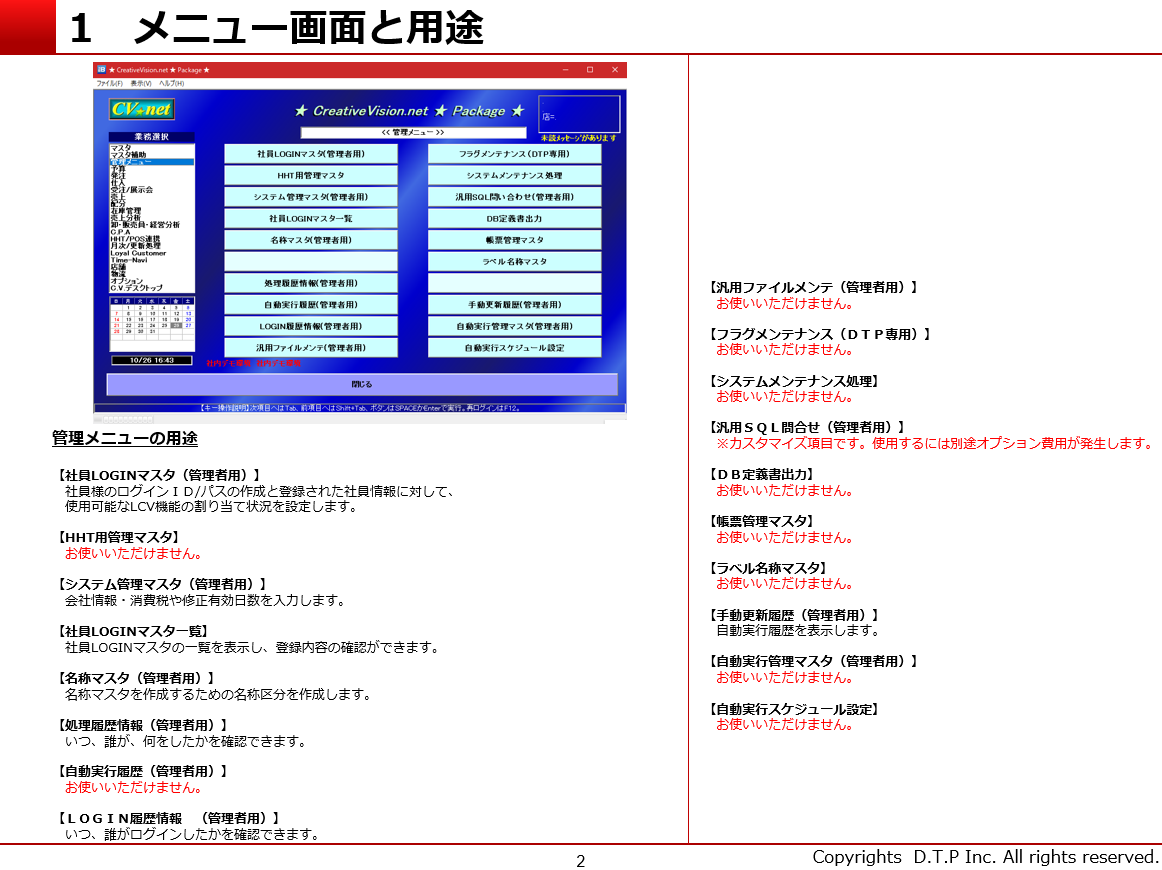 1　メニュー画面と用途
★ CreativeVision.net ★ Package ★
ファイル(F)　表示(V)　ヘルプ(H)
CV★net
★ CreativeVision.net ★ Package ★
店=.
<< 管理メニュー >>
未読メッセージがあります
業務選択
マスタ
マスタ補助
管理メニュー
予算
発注
仕入
受注/展示会
売上
配分
在庫管理
売上分析
卸・販売員・経営分析
C.P.A
HHT/POS連携
月次/更新処理
Loyal Customer
Time-Navi
店舗
物流
オプション
C.V.デスクトップ
社員LOGINマスタ(管理者用)
HHT用管理マスタ
システム管理マスタ(管理者用)
社員LOGINマスタ一覧
名称マスタ(管理者用)
処理履歴情報(管理者用)
自動実行履歴(管理者用)
LOGIN履歴情報(管理者用)
汎用ファイルメンテ(管理者用)
フラグメンテナンス(DTP専用)
システムメンテナンス処理
汎用SQL問い合わせ(管理者用)
DB定義書出力
帳票管理マスタ
ラベル名称マスタ
手動更新履歴(管理者用)
自動実行管理マスタ(管理者用)
自動実行スケジュール設定
日 月 火 水 木 金 土
1 2 3 4 5 6
7 8 9 10 11 12 13
14 15 16 17 18 19 20
21 22 23 24 25 26 27
28 29 30 31
10/26 16:43
閉じる
【キー操作説明】次項目へはTab、前項目へはShift+Tab、ボタンはSPACEかEnterで実行。再ログインはF12。
管理メニューの用途
【社員LOGINマスタ（管理者用）】
社員様のログインＩＤ/パスの作成と登録された社員情報に対して、
使用可能なLCV機能の割り当て状況を設定します。
【HHT用管理マスタ】
お使いいただけません。
【システム管理マスタ（管理者用）】
会社情報・消費税や修正有効日数を入力します。
【社員LOGINマスタ一覧】
社員LOGINマスタの一覧を表示し、登録内容の確認ができます。
【名称マスタ（管理者用）】
名称マスタを作成するための名称区分を作成します。
【処理履歴情報（管理者用）】
いつ、誰が、何をしたかを確認できます。
【自動実行履歴（管理者用）】
お使いいただけません。
【ＬＯＧＩＮ履歴情報　（管理者用）】
いつ、誰がログインしたかを確認できます。
【汎用ファイルメンテ（管理者用）】
お使いいただけません。
【フラグメンテナンス（ＤＴＰ専用）】
お使いいただけません。
【システムメンテナンス処理】
お使いいただけません。
【汎用ＳＱＬ問合せ（管理者用）】
※カスタマイズ項目です。使用するには別途オプション費用が発生します。
【ＤＢ定義書出力】
お使いいただけません。
【帳票管理マスタ】
お使いいただけません。
【ラベル名称マスタ】
お使いいただけません。
【手動更新履歴（管理者用）】
自動実行履歴を表示します。
【自動実行管理マスタ（管理者用）】
お使いいただけません。
【自動実行スケジュール設定】
お使いいただけません。
2
Copyrights D.T.P Inc. All rights reserved.